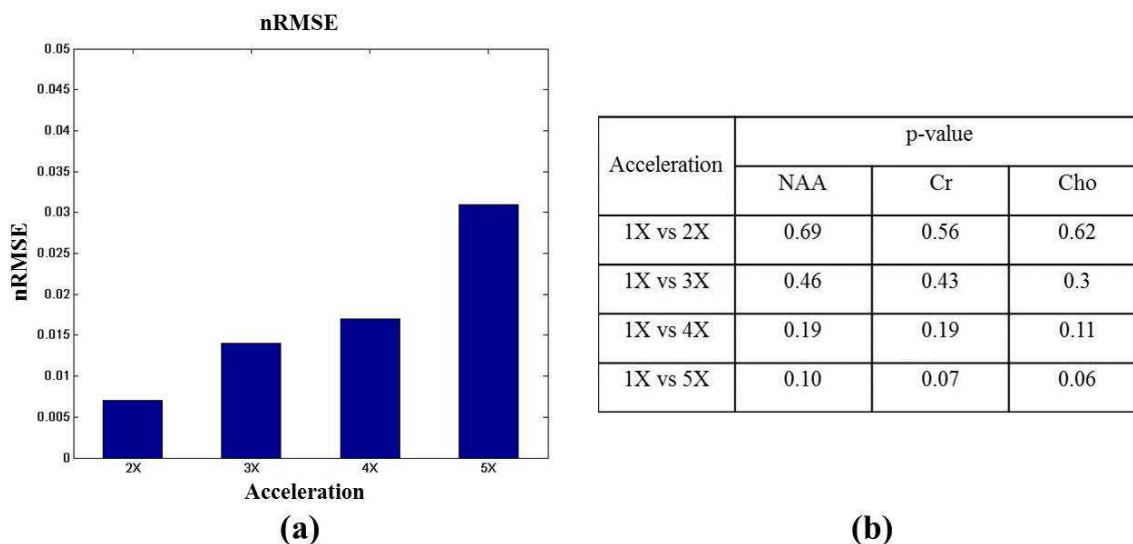 nRMSE
0.05
0.045
0.04
0.035
0.03
0.025
0.02
0.015
0.01
0.005
0
nRMSE
2X 3X 4X 5X
Acceleration
(a)
Acceleration p-value
NAA Cr Cho
1X vs 2X 0.69 0.56 0.62
1X vs 3X 0.46 0.43 0.3
1X vs 4X 0.19 0.19 0.11
1X vs 5X 0.10 0.07 0.06
(b)